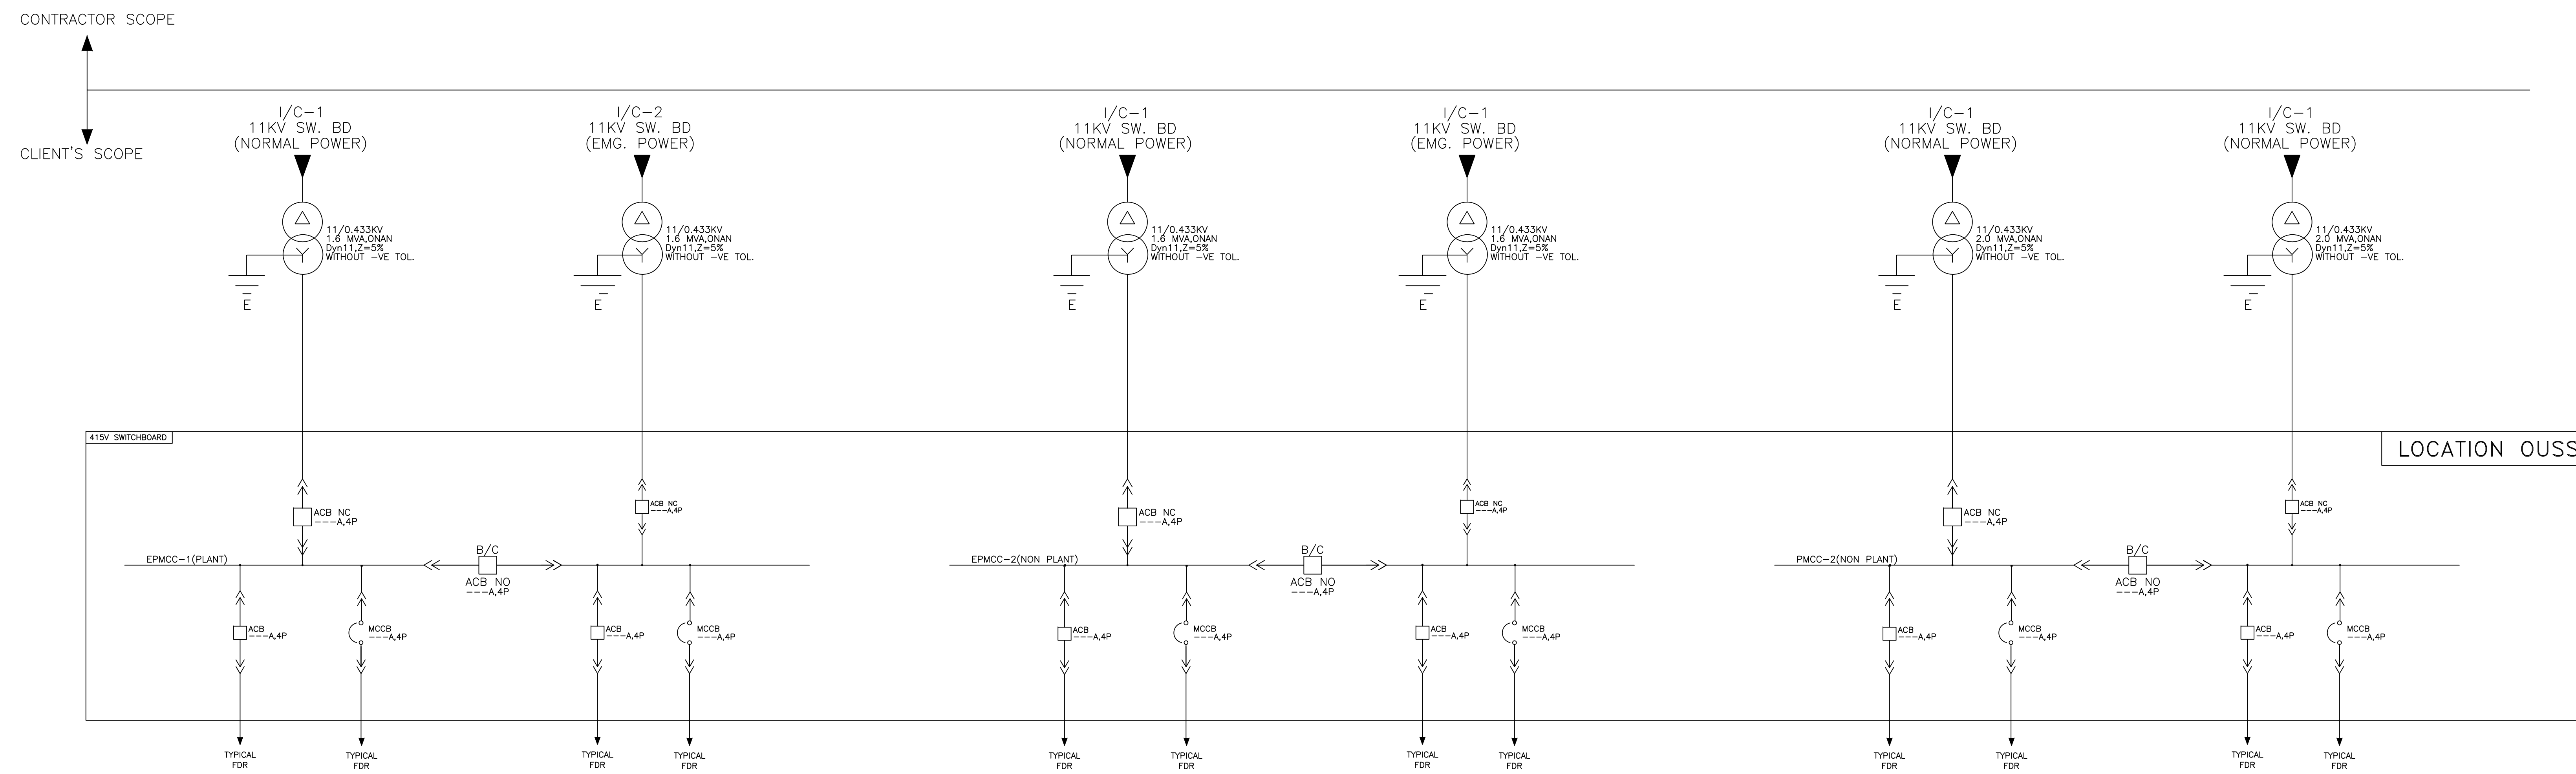 CONTRACTOR SCOPE
CLIENT'S SCOPE
I/C-1
11KV SW. BD
(NORMAL POWER)
I/C-2
11KV SW. BD
(EMG. POWER)
I/C-1
11KV SW. BD
(NORMAL POWER)
I/C-1
11KV SW. BD
(EMG. POWER)
I/C-1
11KV SW. BD
(NORMAL POWER)
I/C-1
11KV SW. BD
(NORMAL POWER)
11/0.433KV
1.6 MVA,ONAN
Dyn11,Z=5%
WITHOUT -VE TOL.
E
11/0.433KV
1.6 MVA,ONAN
Dyn11,Z=5%
WITHOUT -VE TOL.
E
11/0.433KV
1.6 MVA,ONAN
Dyn11,Z=5%
WITHOUT -VE TOL.
E
11/0.433KV
1.6 MVA,ONAN
Dyn11,Z=5%
WITHOUT -VE TOL.
E
11/0.433KV
2.0 MVA,ONAN
Dyn11,Z=5%
WITHOUT -VE TOL.
E
11/0.433KV
2.0 MVA,ONAN
Dyn11,Z=5%
WITHOUT -VE TOL.
E
415V SWITCHBOARD
LOCATION OUSS
ACB NC
---A,4P
ACB NC
---A,4P
ACB NC
---A,4P
ACB NC
---A,4P
ACB NC
---A,4P
ACB NC
---A,4P
EPMCC-1(PLANT)
B/C
ACB NO
---A,4P
EPMCC-2(NON PLANT)
B/C
ACB NO
---A,4P
PMCC-2(NON PLANT)
B/C
ACB NO
---A,4P
ACB
---A,4P
MCCB
---A,4P
ACB
---A,4P
MCCB
---A,4P
ACB
---A,4P
MCCB
---A,4P
ACB
---A,4P
MCCB
---A,4P
ACB
---A,4P
MCCB
---A,4P
ACB
---A,4P
MCCB
---A,4P
TYPICAL
FDR
TYPICAL
FDR
TYPICAL
FDR
TYPICAL
FDR
TYPICAL
FDR
TYPICAL
FDR
TYPICAL
FDR
TYPICAL
FDR
TYPICAL
FDR
TYPICAL
FDR
TYPICAL
FDR
TYPICAL
FDR